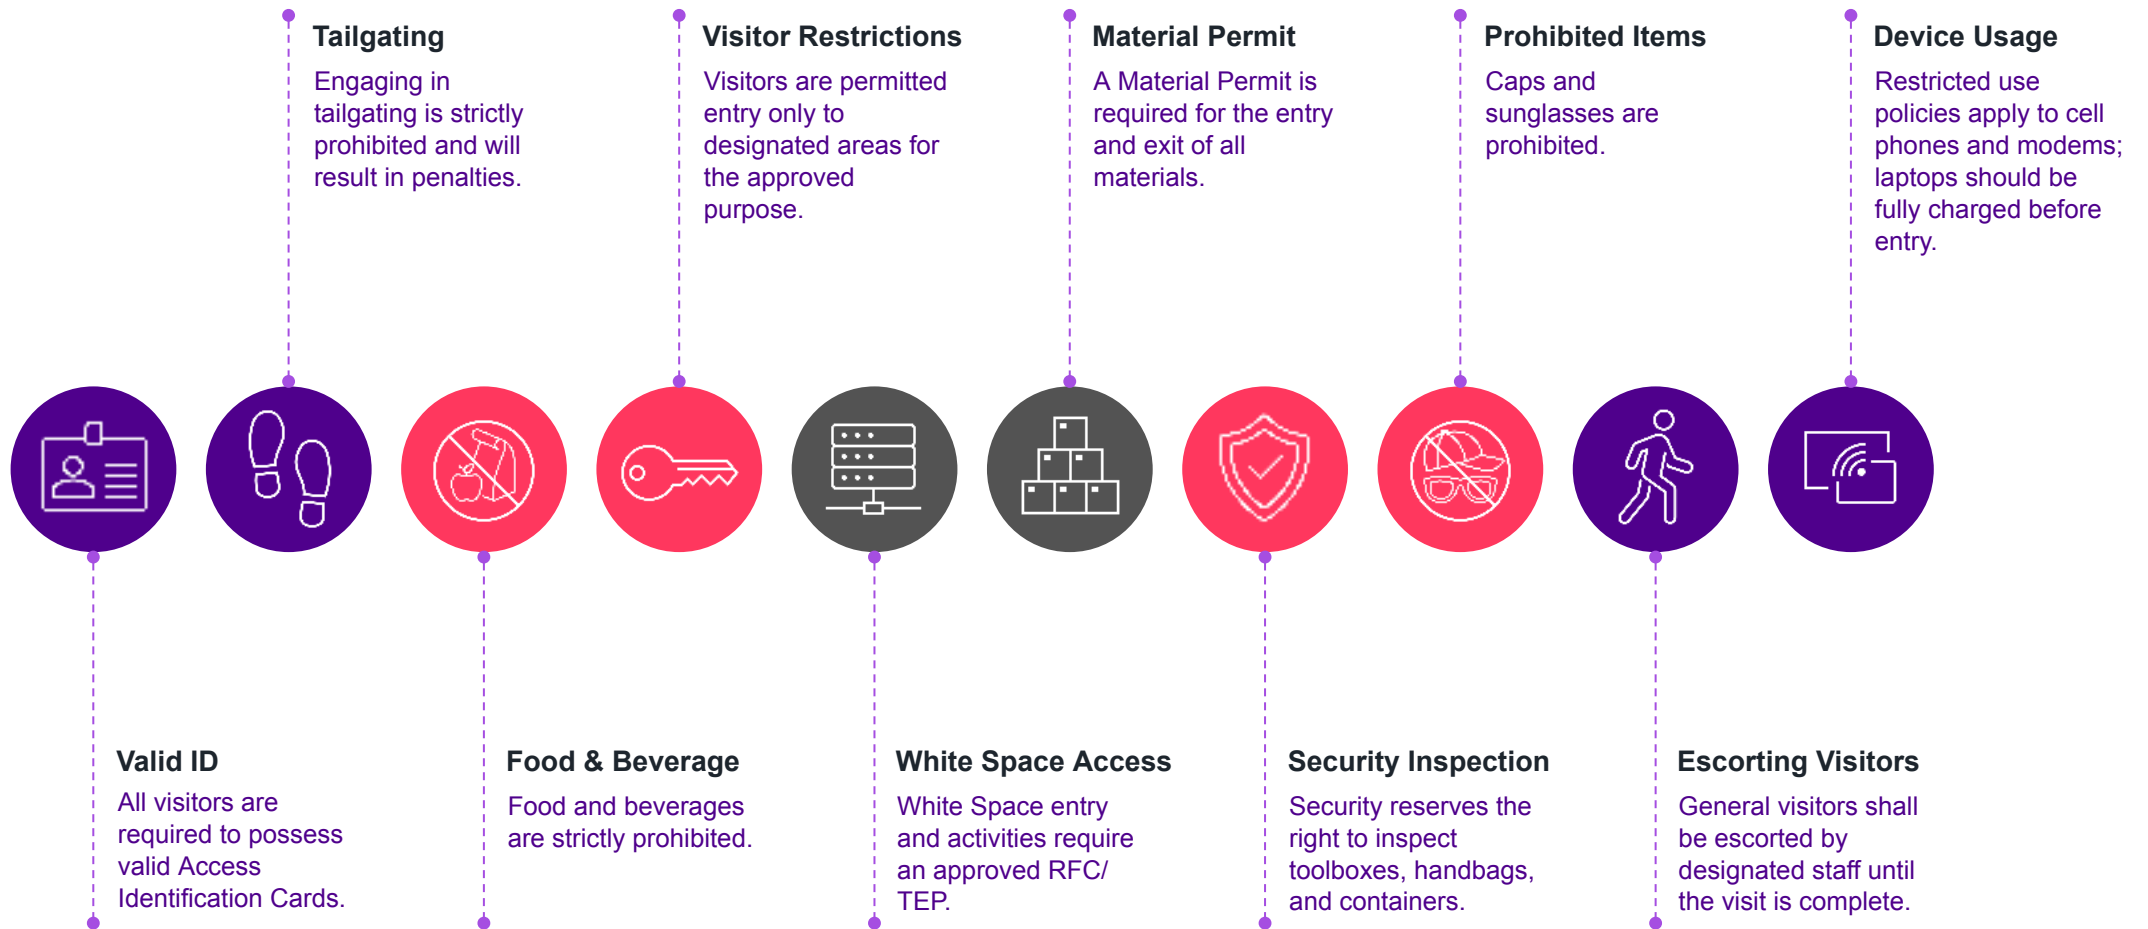 Tailgating
Engaging in
tailgating is strictly
prohibited and will
result in penalties.
Visitor Restrictions
Visitors are permitted
entry only to
designated areas for
the approved
purpose.
Material Permit
A Material Permit is
required for the entry
and exit of all
materials.
Prohibited Items
Caps and
sunglasses are
prohibited.
Device Usage
Restricted use
policies apply to cell
phones and modems;
laptops should be
fully charged before
entry.
Valid ID
All visitors are
required to possess
valid Access
Identification Cards.
Food & Beverage
Food and beverages
are strictly prohibited.
White Space Access
White Space entry
and activities require
an approved RFC/
TEP.
Security Inspection
Security reserves the
right to inspect
toolboxes, handbags,
and containers.
Escorting Visitors
General visitors shall
be escorted by
designated staff until
the visit is complete.